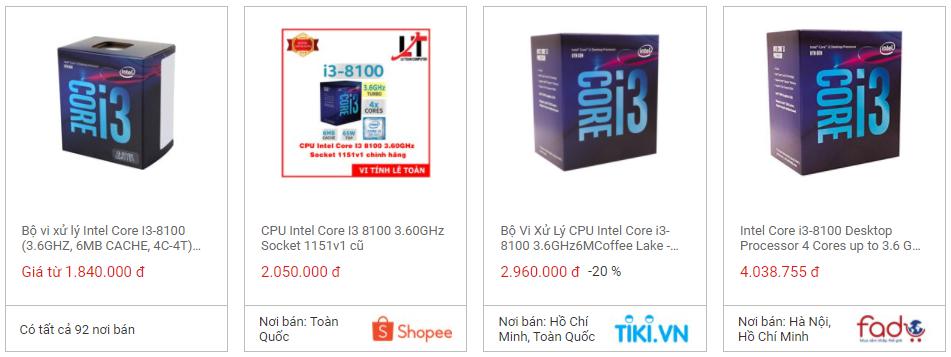 intel
CORE i3
Bộ vi xử lý Intel Core I3-8100
(3.6GHZ, 6MB CACHE, 4C-4T)...
Giá từ 1.840.000 đ
Có tất cả 92 nơi bán
LT
i3-8100
3.6GHz
TURBO
4x
CORES
6MB
CACHE
65W
CPU Intel Core I3 8100 3.60GHz
Socket 1151v1 chính hãng
VI TÍNH LÊ TOÀN
CPU Intel Core I3 8100 3.60GHz
Socket 1151v1 cũ
2.050.000 đ
Nơi bán: Toàn
Quốc
Shopee
intel
CORE i3
Bộ Vi Xử Lý CPU Intel Core i3-
8100 3.6GHz6MCoffee Lake -...
2.960.000 đ -20 %
Nơi bán: Hồ Chí
Minh, Toàn Quốc
TIKI.VN
intel
CORE i3
Intel Core i3-8100 Desktop
Processor 4 Cores up to 3.6 G...
4.038.755 đ
Nơi bán: Hà Nội,
Hồ Chí Minh
fado